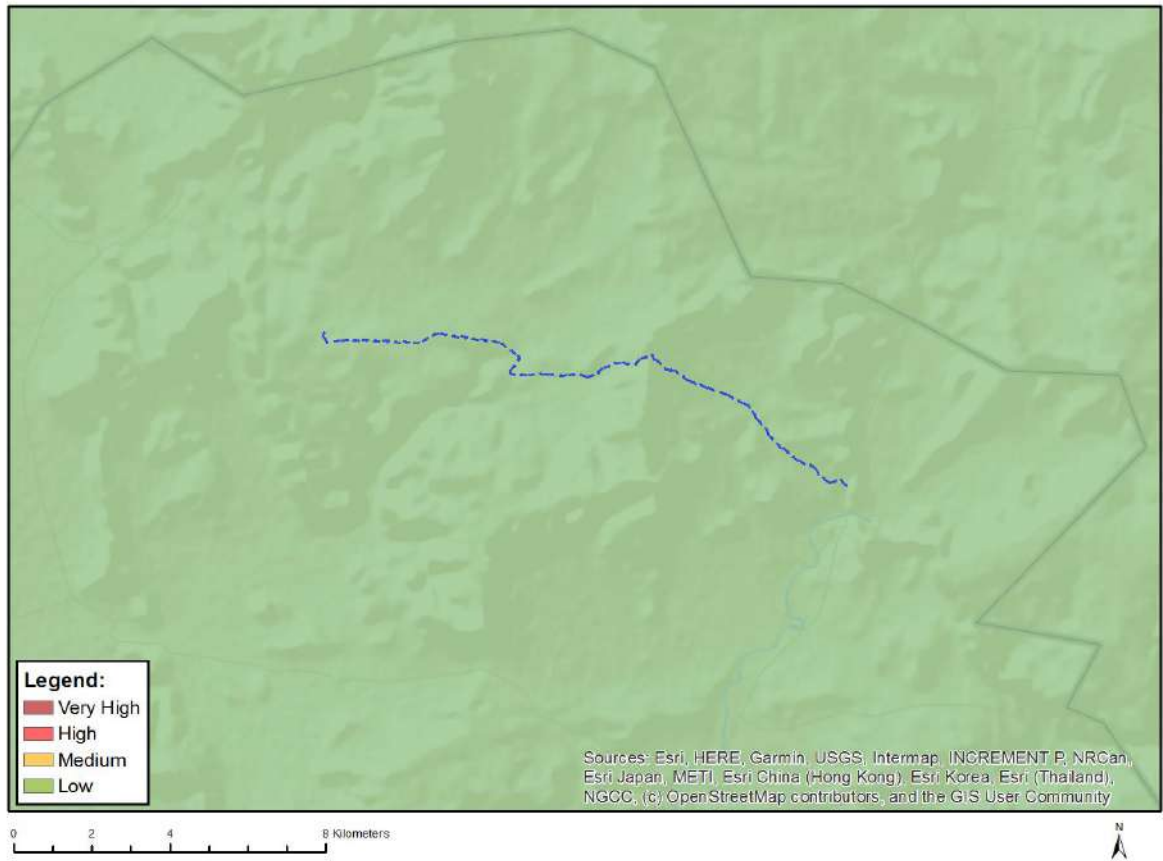 Legend:
Very High
High
Medium
Low
Sources: Esri, HERE, Garmin, USGS, Intermap, INCREMENT P, NRCan,
Esri Japan, METI, Esri China (Hong Kong), Esri Korea, Esri (Thailand),
NGCC, (c) OpenStreetMap contributors, and the GIS User Community
0 2 4 8 Kilometers
N